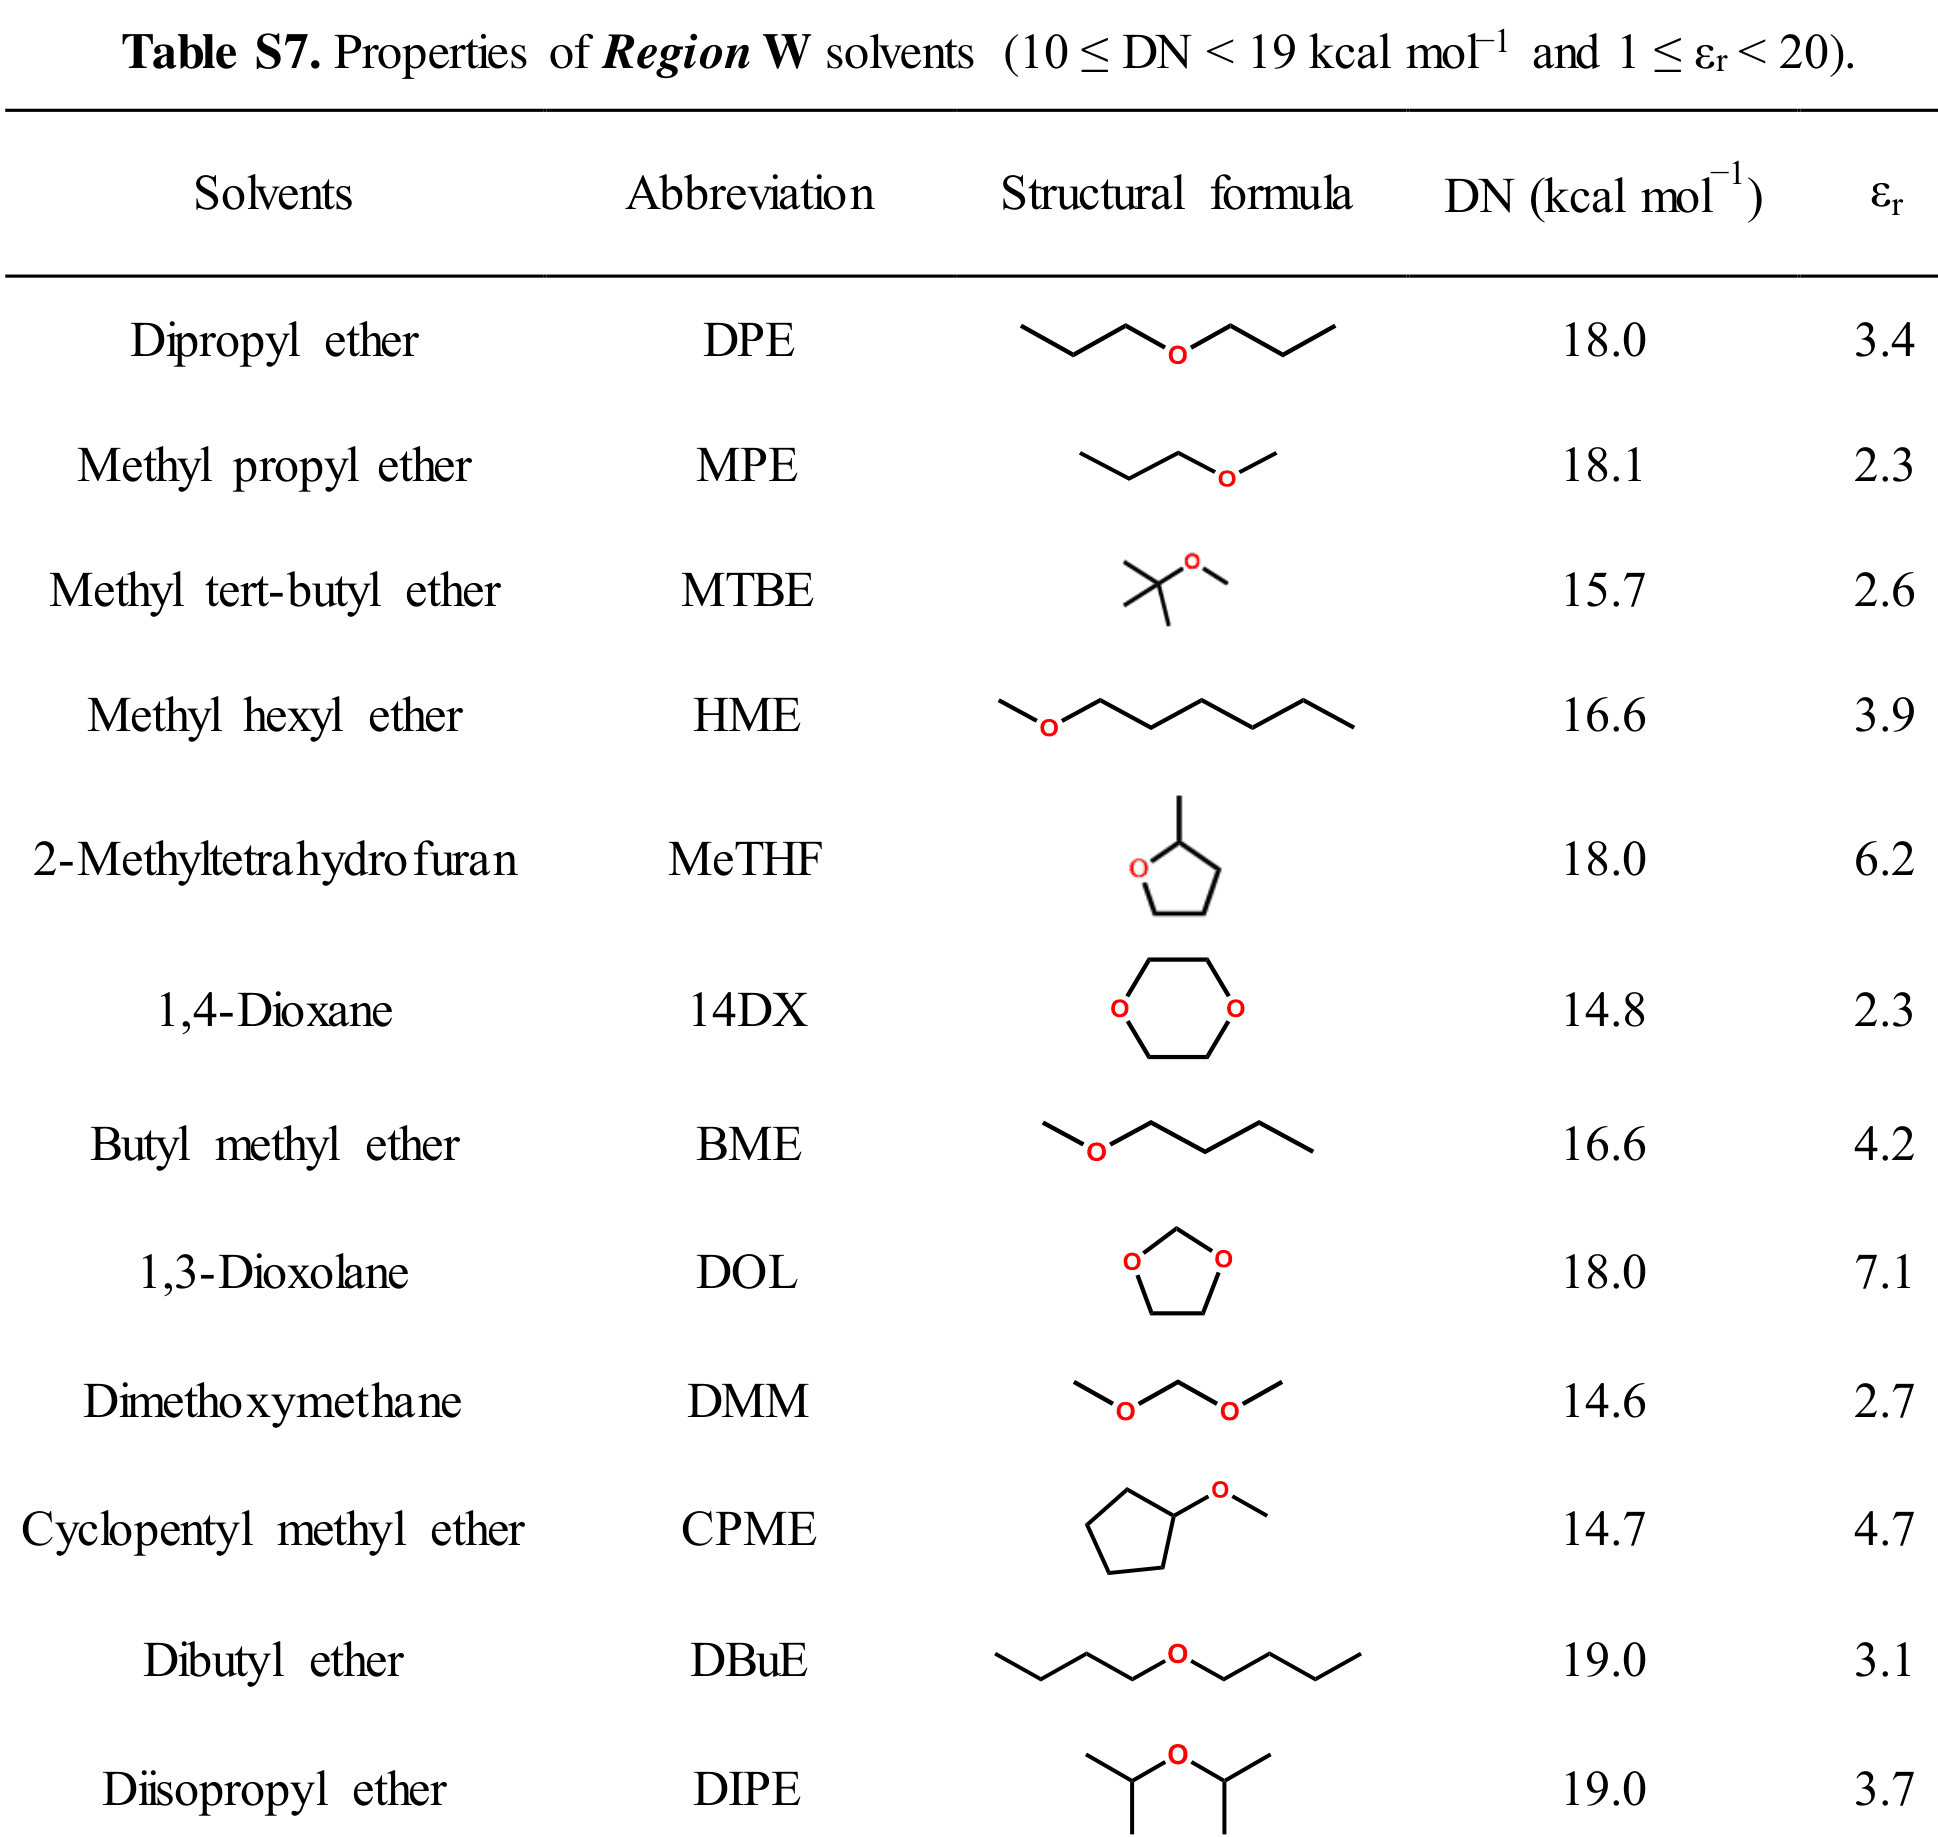 Table S7. Properties of Region W solvents (10 ≤ DN < 19 kcal mol⁻¹ and 1 ≤ εᵣ < 20).
Solvents Abbreviation Structural formula DN (kcal mol⁻¹) εᵣ
Dipropyl ether DPE O 18.0 3.4
Methyl propyl ether MPE O 18.1 2.3
Methyl tert-butyl ether MTBE O 15.7 2.6
Methyl hexyl ether HME O 16.6 3.9
2-Methyltetrahydrofuran MeTHF O 18.0 6.2
1,4-Dioxane 14DX O O 14.8 2.3
Butyl methyl ether BME O 16.6 4.2
1,3-Dioxolane DOL O O 18.0 7.1
Dimethoxymethane DMM O O 14.6 2.7
Cyclopentyl methyl ether CPME O 14.7 4.7
Dibutyl ether DBuE O 19.0 3.1
Diisopropyl ether DIPE O 19.0 3.7